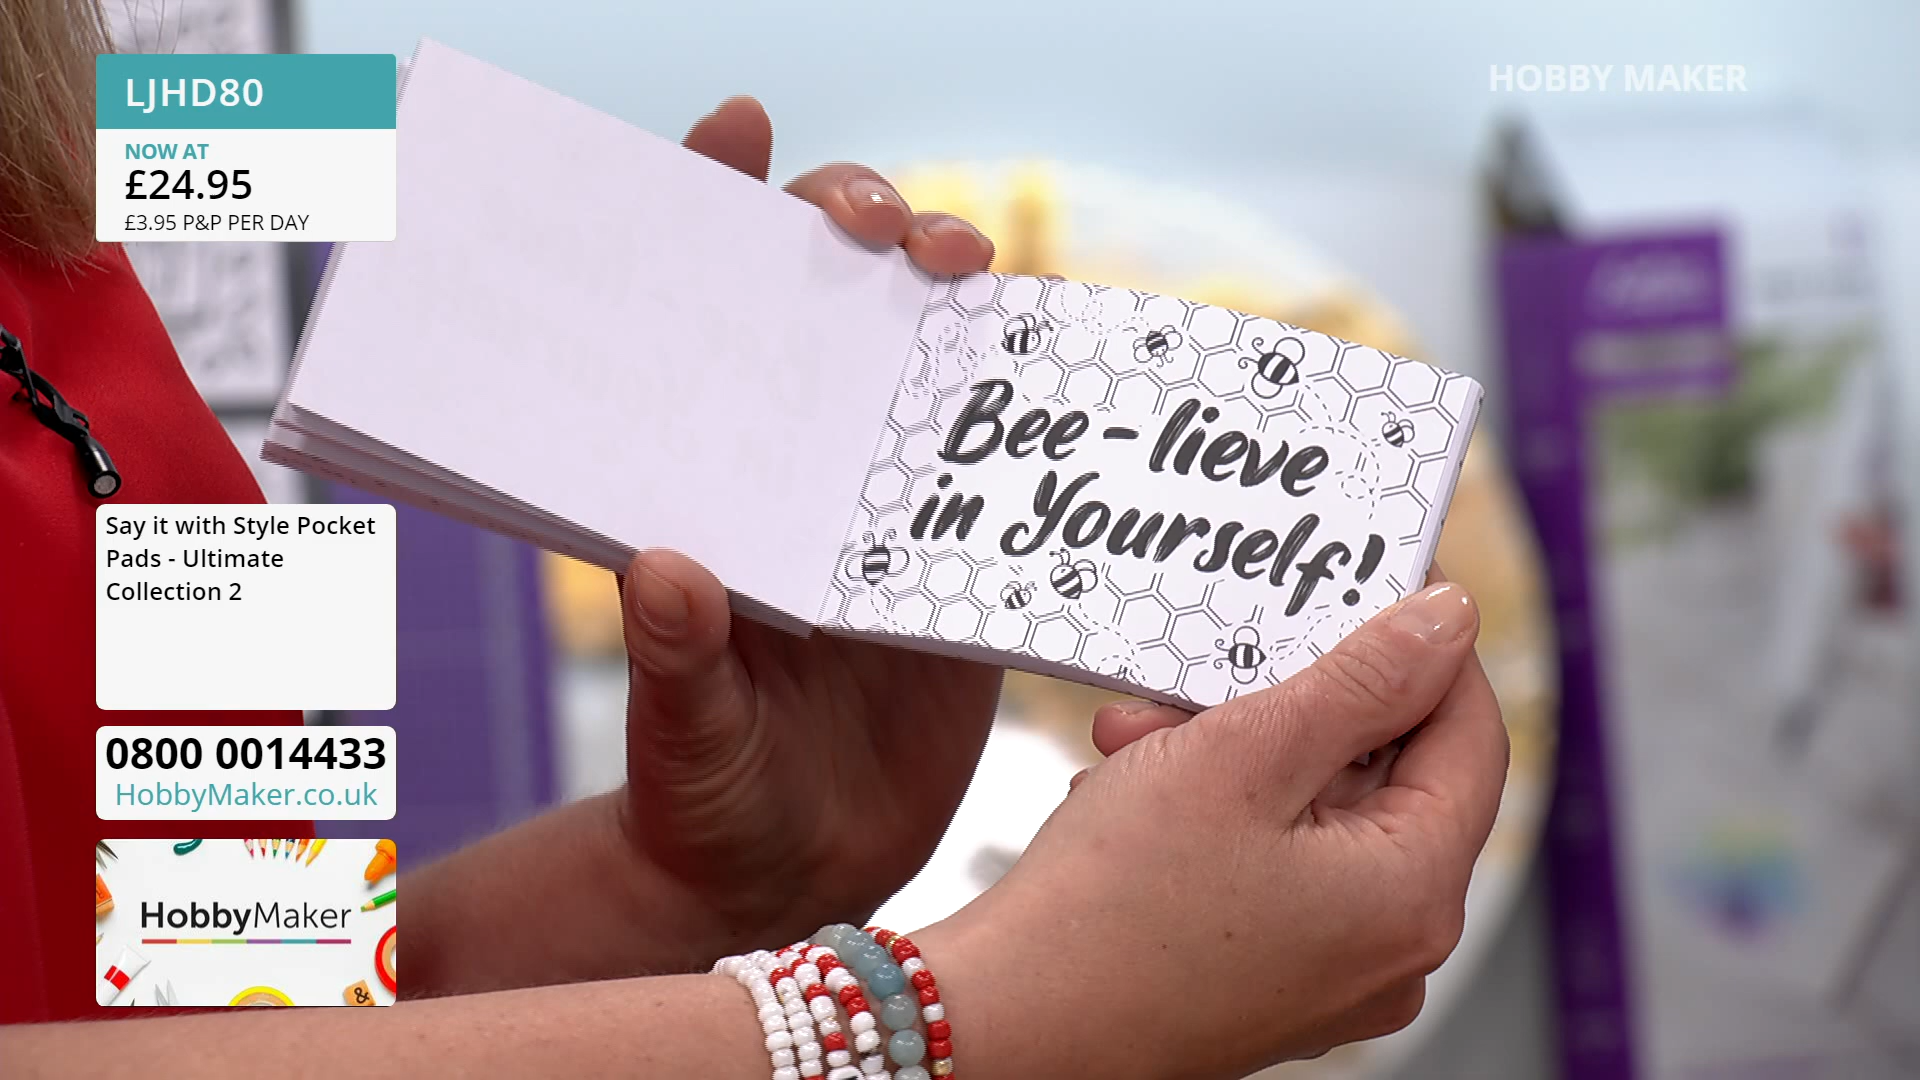 LJHD80
NOW AT
£24.95
£3.95 P&P PER DAY
HOBBY MAKER
Bee-lieve
in Yourself!
Say it with Style Pocket
Pads - Ultimate
Collection 2
0800 0014433
HobbyMaker.co.uk
HobbyMaker
&